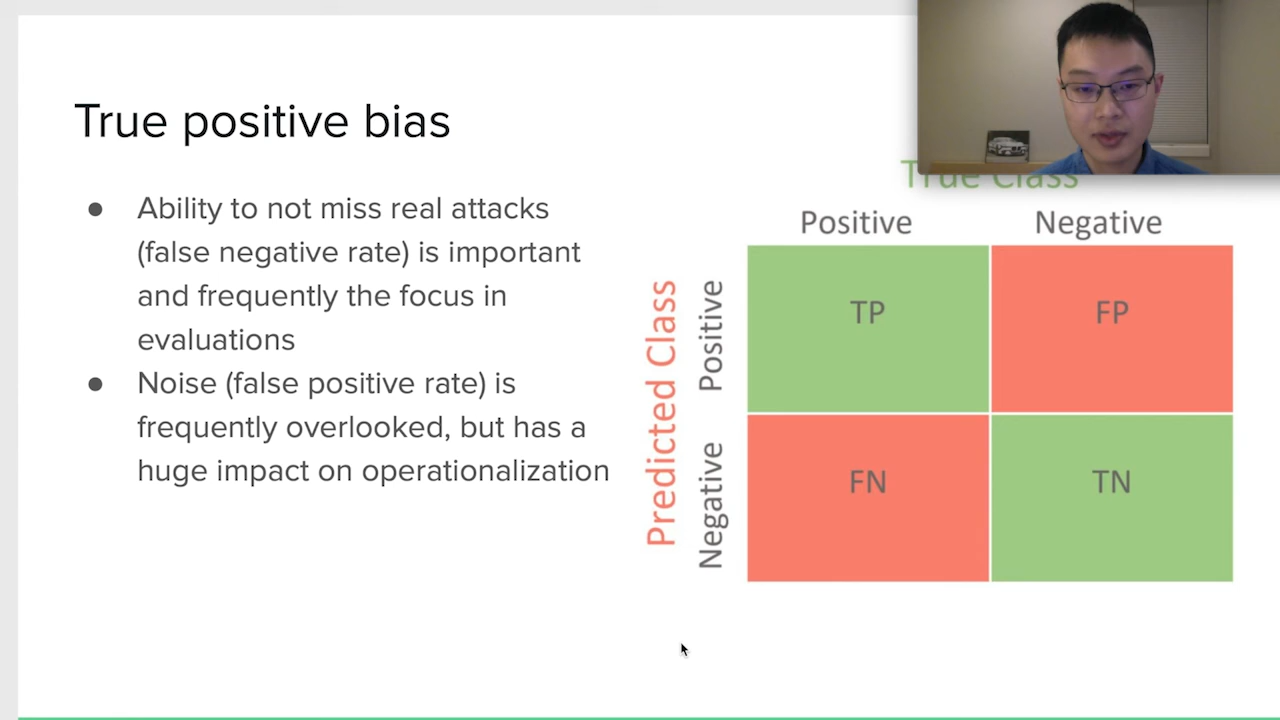 True positive bias
● Ability to not miss real attacks
(false negative rate) is important
and frequently the focus in
evaluations
● Noise (false positive rate) is
frequently overlooked, but has a
huge impact on operationalization
True Class
Positive Negative
Predicted Class
Positive
TP FP
Negative
FN TN